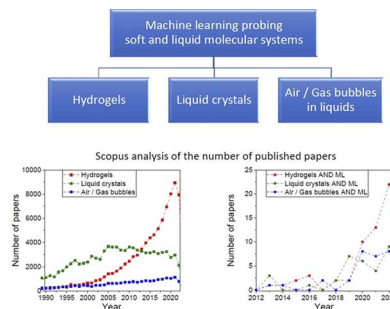 Machine learning probing
soft and liquid molecular systems
Hydrogels
Liquid crystals
Air / Gas bubbles
in liquids
Scopus analysis of the number of published papers
Number of papers
10000
8000
6000
4000
2000
0
Hydrogels
Liquid crystals
Air / Gas bubbles
1990 1995 2000 2005 2010 2015 2020
Year
Number of papers
25
20
15
10
5
0
Hydrogels AND ML
Liquid crystals AND ML
Air / Gas bubbles AND ML
2012 2014 2016 2018 2020
Year